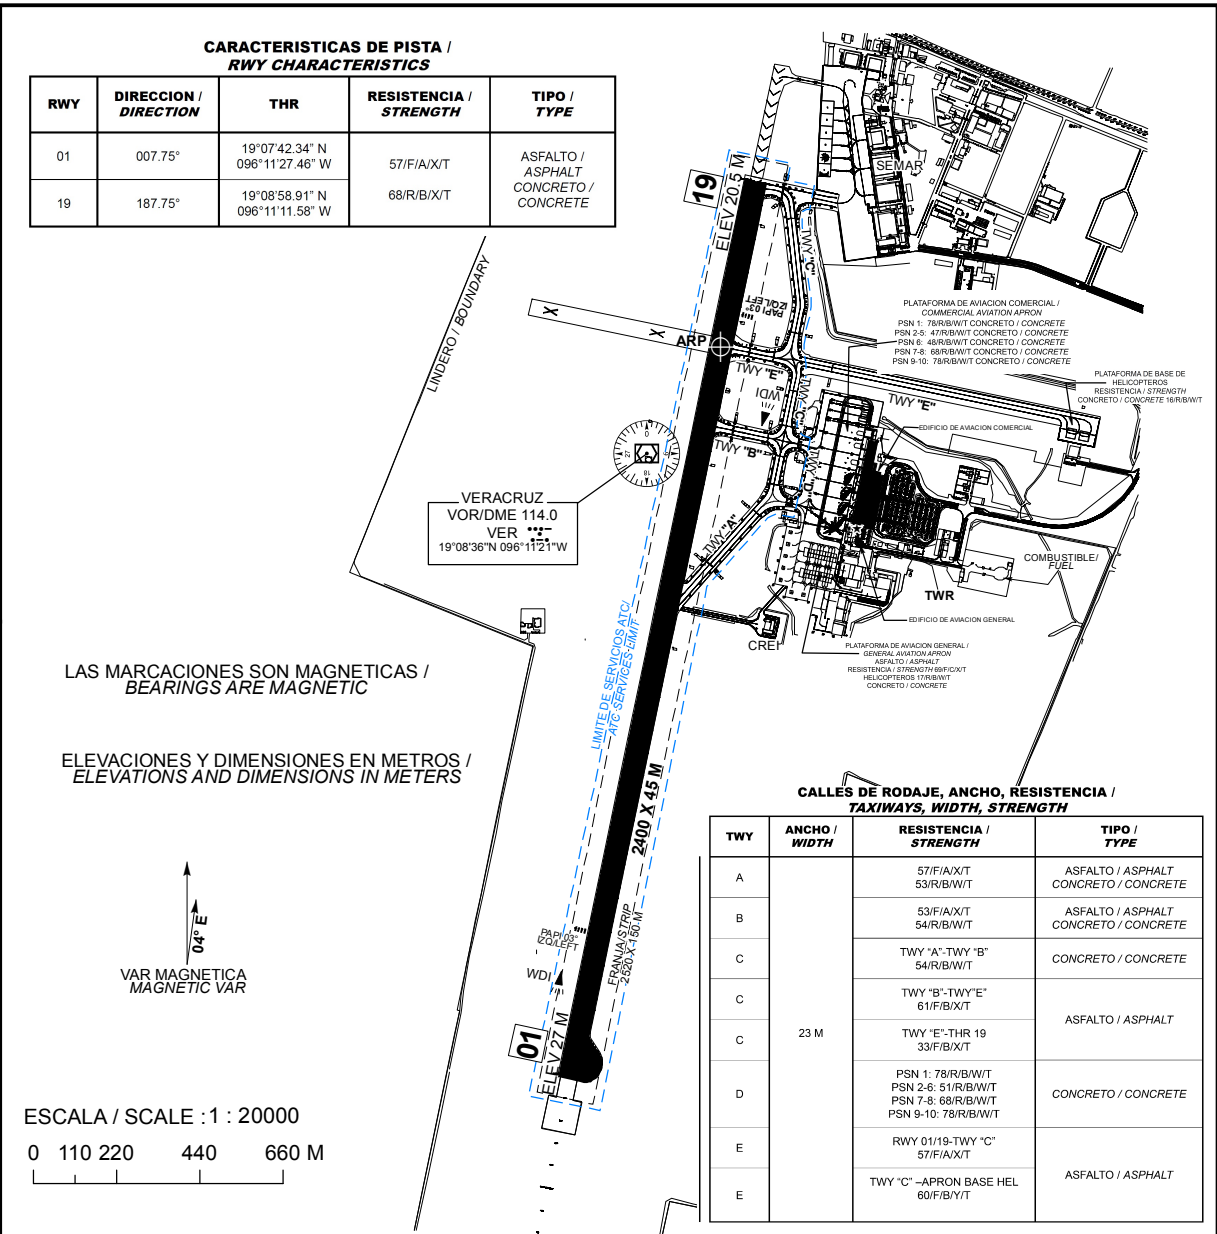 CARACTERISTICAS DE PISTA /
RWY CHARACTERISTICS
RWY
DIRECCION /
DIRECTION
THR
RESISTENCIA /
STRENGTH
TIPO /
TYPE
01
007.75°
19°07'42.34" N
096°11'27.46" W
19
187.75°
19°08'58.91" N
096°11'11.58" W
57/F/A/X/T
68/R/B/X/T
ASFALTO /
ASPHALT
CONCRETO /
CONCRETE
19
ELEV 20.5 M
SEMAR
TWY "C"
PAPI 03°
IZQ/LEFT
LINDERO / BOUNDARY
X
X
ARP
TWY "E"
WDI
TWY "C"
TWY "E"
TWY "B"
TWY "D"
TWY "A"
PLATAFORMA DE AVIACION COMERCIAL /
COMMERCIAL AVIATION APRON
PSN 1: 78/R/B/W/T CONCRETO / CONCRETE
PSN 2-5: 47/R/B/W/T CONCRETO / CONCRETE
PSN 6: 48/R/B/W/T CONCRETO / CONCRETE
PSN 7-8: 68/R/B/W/T CONCRETO / CONCRETE
PSN 9-10: 78/R/B/W/T CONCRETO / CONCRETE
PLATAFORMA DE BASE DE
HELICOPTEROS
RESISTENCIA / STRENGTH
CONCRETO / CONCRETE 16/R/B/W/T
EDIFICIO DE AVIACION COMERCIAL
0
27
18
VERACRUZ
VOR/DME 114.0
VER
19°08'36"N 096°11'21"W
COMBUSTIBLE/
FUEL
TWR
EDIFICIO DE AVIACION GENERAL
CREI
PLATAFORMA DE AVIACION GENERAL /
GENERAL AVIATION APRON
ASFALTO / ASPHALT
RESISTENCIA / STRENGTH 69/F/C/X/T
HELICOPTEROS 17/R/B/W/T
CONCRETO / CONCRETE
LIMITE DE SERVICIOS ATC/
ATC SERVICES LIMIT
LAS MARCACIONES SON MAGNETICAS /
BEARINGS ARE MAGNETIC
ELEVACIONES Y DIMENSIONES EN METROS /
ELEVATIONS AND DIMENSIONS IN METERS
2400 X 45 M
FRANJA/STRIP
2520 X 150 M
PAPI 03°
IZQ/LEFT
WDI
01
ELEV 27 M
04° E
VAR MAGNETICA
MAGNETIC VAR
ESCALA / SCALE : 1 : 20000
0 110 220 440 660 M
CALLES DE RODAJE, ANCHO, RESISTENCIA /
TAXIWAYS, WIDTH, STRENGTH
TWY
ANCHO /
WIDTH
RESISTENCIA /
STRENGTH
TIPO /
TYPE
A
57/F/A/X/T
53/R/B/W/T
ASFALTO / ASPHALT
CONCRETO / CONCRETE
B
53/F/A/X/T
54/R/B/W/T
ASFALTO / ASPHALT
CONCRETO / CONCRETE
C
TWY "A"-TWY "B"
54/R/B/W/T
CONCRETO / CONCRETE
C
TWY "B"-TWY"E"
61/F/B/X/T
ASFALTO / ASPHALT
C
23 M
TWY "E"-THR 19
33/F/B/X/T
D
PSN 1: 78/R/B/W/T
PSN 2-6: 51/R/B/W/T
PSN 7-8: 68/R/B/W/T
PSN 9-10: 78/R/B/W/T
CONCRETO / CONCRETE
E
RWY 01/19-TWY "C"
57/F/A/X/T
ASFALTO / ASPHALT
E
TWY "C" –APRON BASE HEL
60/F/B/Y/T